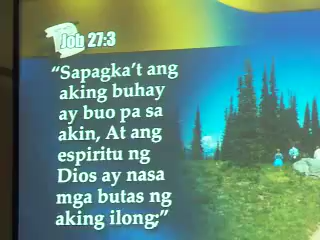 Job 27:3
“Sapagka’t ang
aking buhay
ay buo pa sa
akin, At ang
espiritu ng
Dios ay nasa
mga butas ng
aking ilong;”